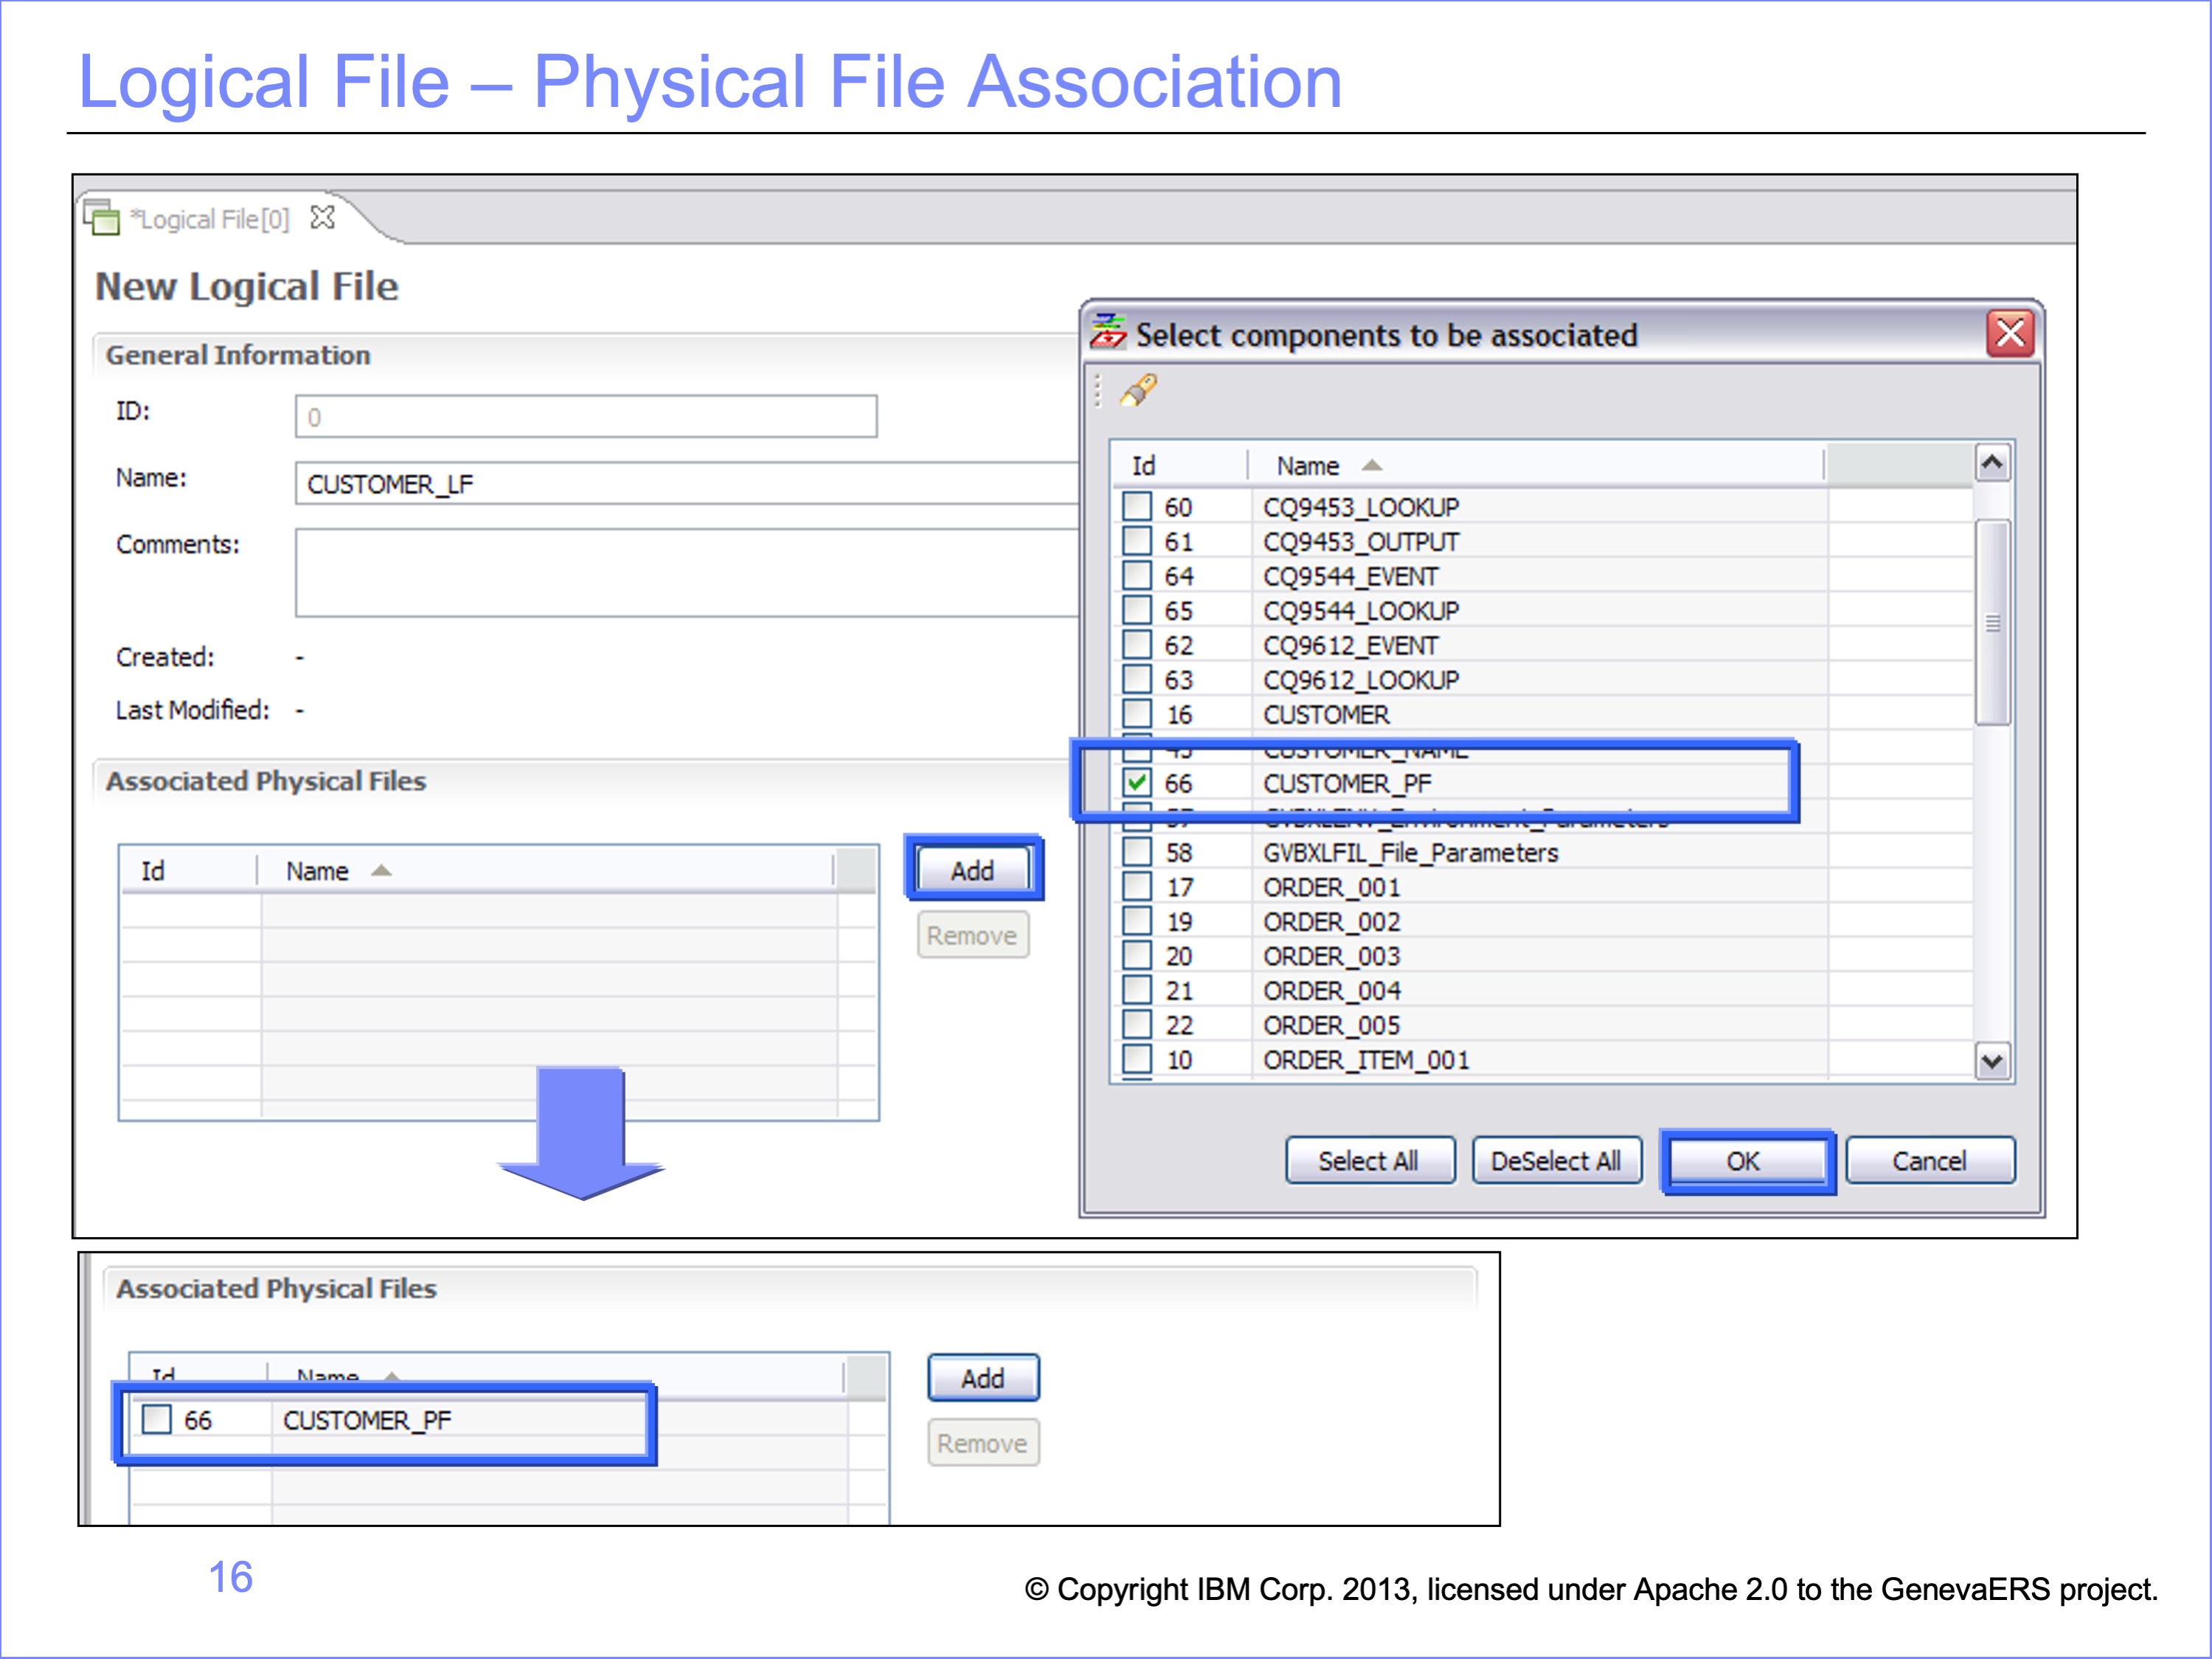 Logical File – Physical File Association
*Logical File[0]
New Logical File
General Information
ID:
0
Name:
CUSTOMER_LF
Comments:
Created: -
Last Modified: -
Associated Physical Files
Id Name
Add
Remove
Select components to be associated
Id Name
60 CQ9453_LOOKUP
61 CQ9453_OUTPUT
64 CQ9544_EVENT
65 CQ9544_LOOKUP
62 CQ9612_EVENT
63 CQ9612_LOOKUP
16 CUSTOMER
CUSTOMER_NAME
66 CUSTOMER_PF
58 GVBXLFIL_File_Parameters
17 ORDER_001
19 ORDER_002
20 ORDER_003
21 ORDER_004
22 ORDER_005
10 ORDER_ITEM_001
Select All DeSelect All OK Cancel
Associated Physical Files
Id Name
66 CUSTOMER_PF
Add
Remove
16
© Copyright IBM Corp. 2013, licensed under Apache 2.0 to the GenevaERS project.